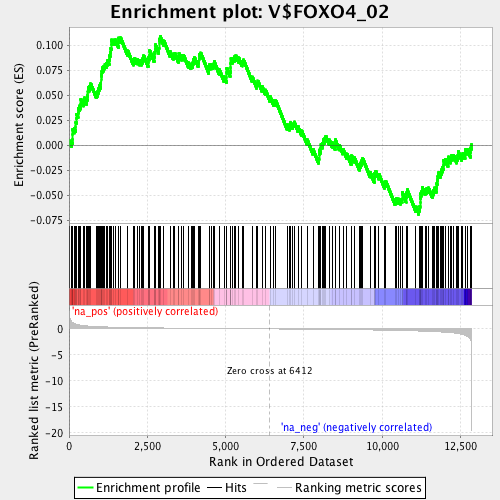 Enrichment plot: V$FOXO4_02
Enrichment score (ES)
0.100
0.075
0.050
0.025
0.000
-0.025
-0.050
-0.075
'na_pos' (positively correlated)
Ranked list metric (PreRanked)
0
-5
-10
-15
-20
Zero cross at 6412
'na_neg' (negatively correlated)
0 2,500 5,000 7,500 10,000 12,500
Rank in Ordered Dataset
Enrichment profile Hits Ranking metric scores